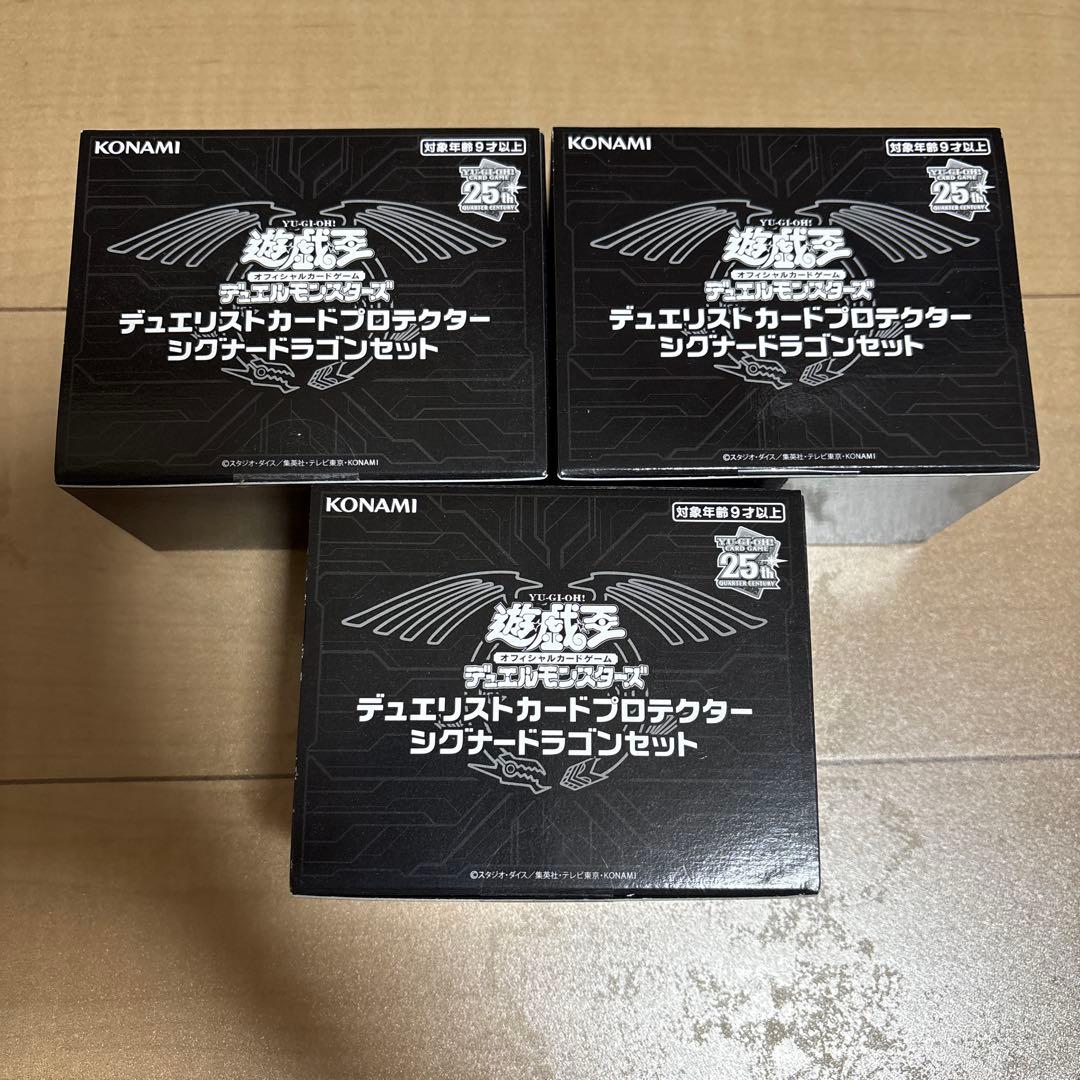 KONAMI
対象年齢9才以上
YU-GI-OH!
CARD GAME
25th
QUARTER CENTURY
YU-GI-OH!
遊戯王
オフィシャルカードゲーム
デュエルモンスターズ
デュエリストカードプロテクター
シグナードラゴンセット
©スタジオ・ダイス/集英社・テレビ東京・KONAMI
KONAMI
対象年齢9才以上
YU-GI-OH!
CARD GAME
25th
QUARTER CENTURY
YU-GI-OH!
遊戯王
オフィシャルカードゲーム
デュエルモンスターズ
デュエリストカードプロテクター
シグナードラゴンセット
©スタジオ・ダイス/集英社・テレビ東京・KONAMI
KONAMI
対象年齢9才以上
YU-GI-OH!
CARD GAME
25th
QUARTER CENTURY
YU-GI-OH!
遊戯王
オフィシャルカードゲーム
デュエルモンスターズ
デュエリストカードプロテクター
シグナードラゴンセット
©スタジオ・ダイス/集英社・テレビ東京・KONAMI